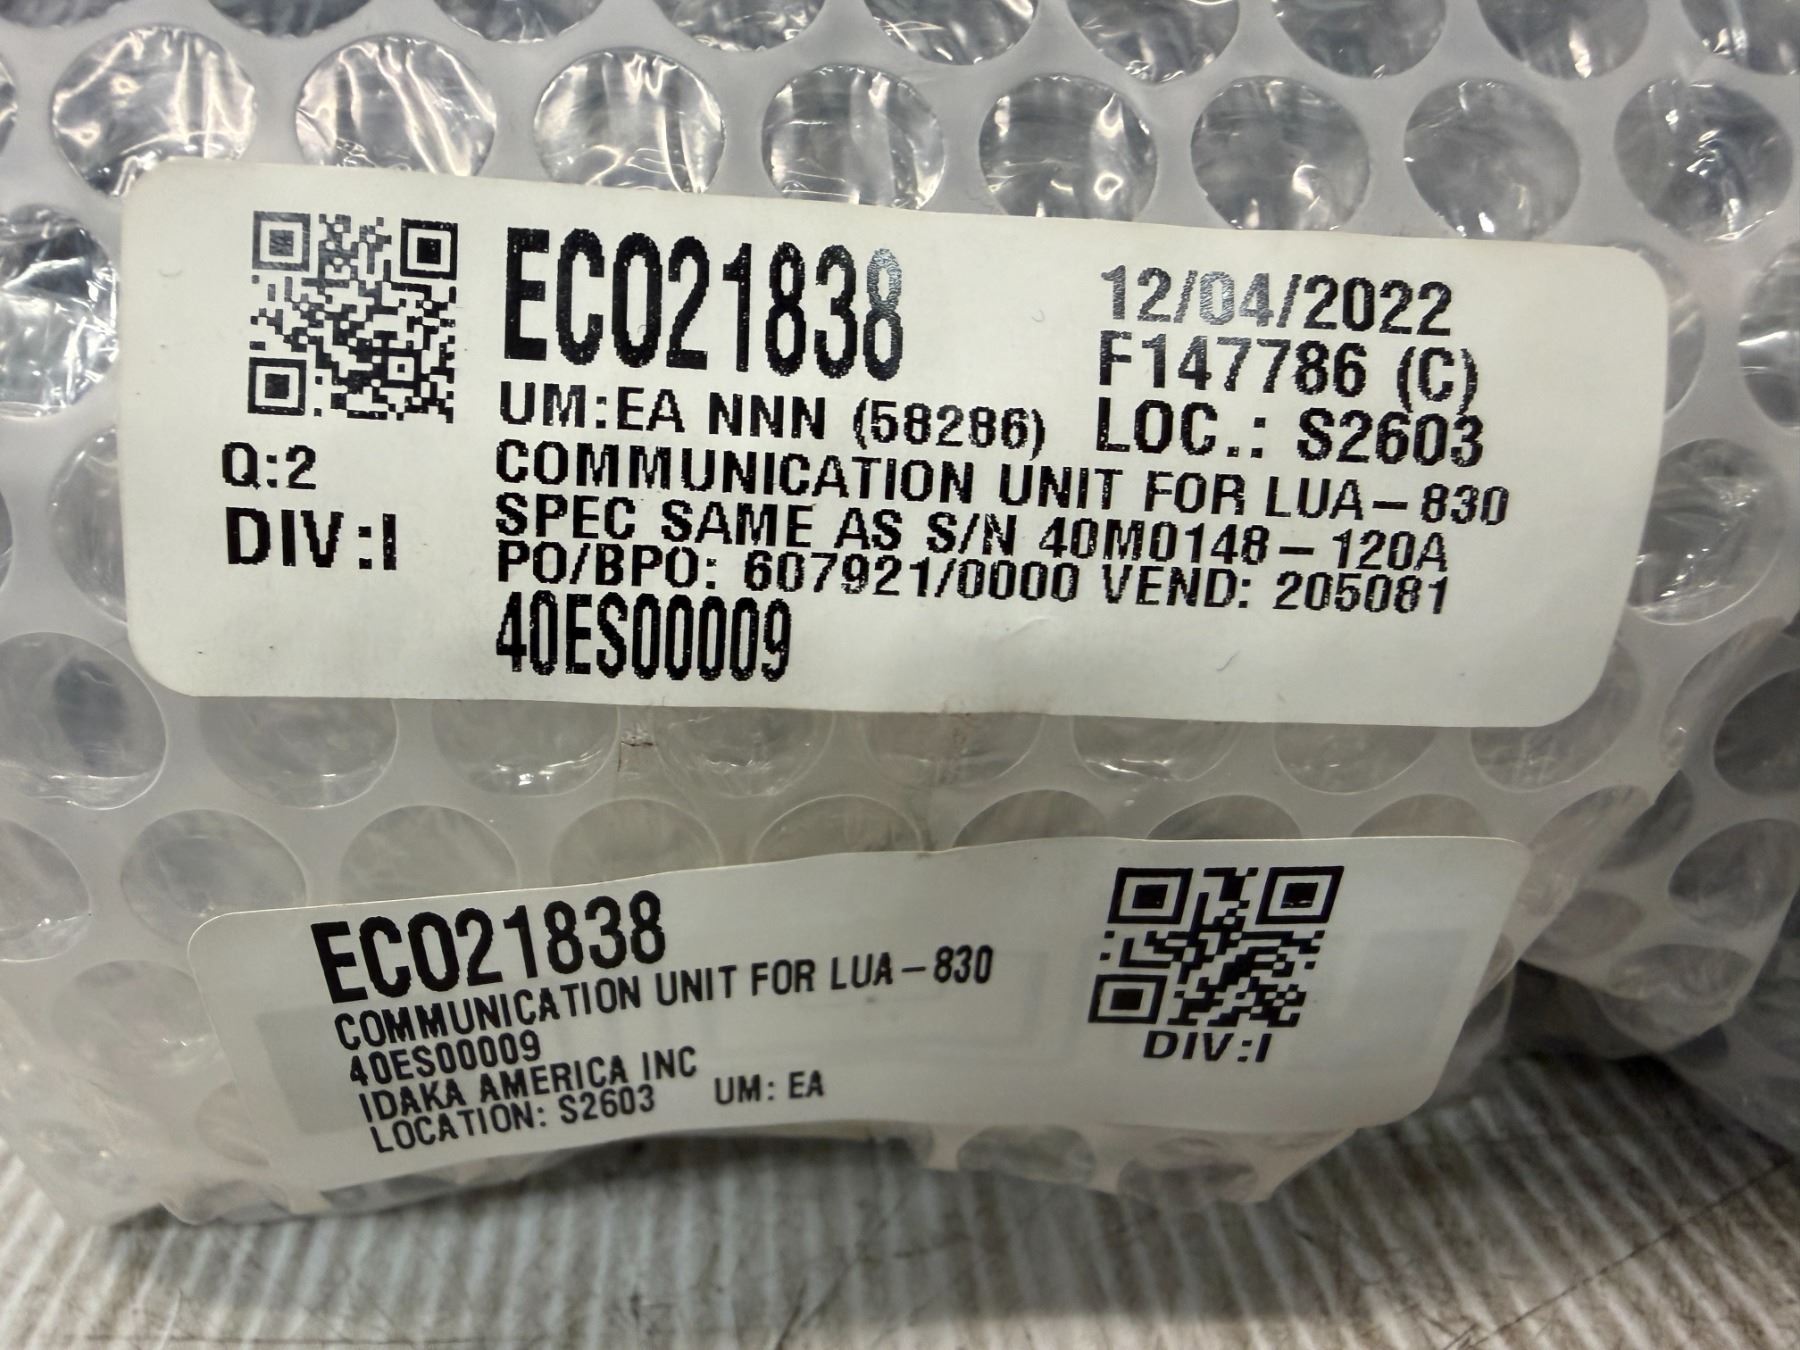 ECO21838
12/04/2022
F147786 (C)
UM:EA NNN (58286) LOC.: S2603
Q:2
COMMUNICATION UNIT FOR LUA-830
SPEC SAME AS S/N 40M0148-120A
DIV:I
PO/BPO: 607921/0000 VEND: 205081
40ES00009
ECO21838
COMMUNICATION UNIT FOR LUA-830
40ES00009
IDAKA AMERICA INC
LOCATION: S2603 UM: EA
DIV:I